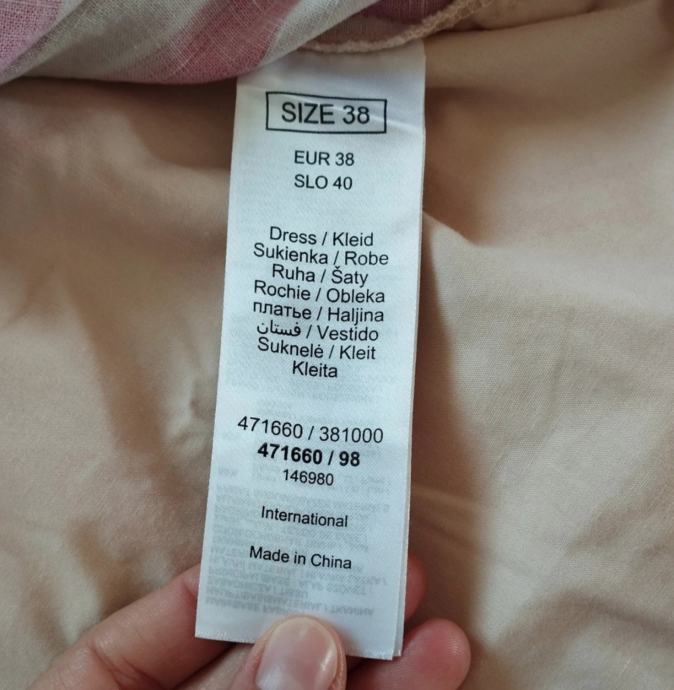 SIZE 38
EUR 38
SLO 40
Dress / Kleid
Sukienka / Robe
Ruha / Šaty
Rochie / Obleka
платье / Haljina
فستان / Vestido
Suknelė / Kleit
Kleita
471660 / 381000
471660 / 98
146980
International
Made in China